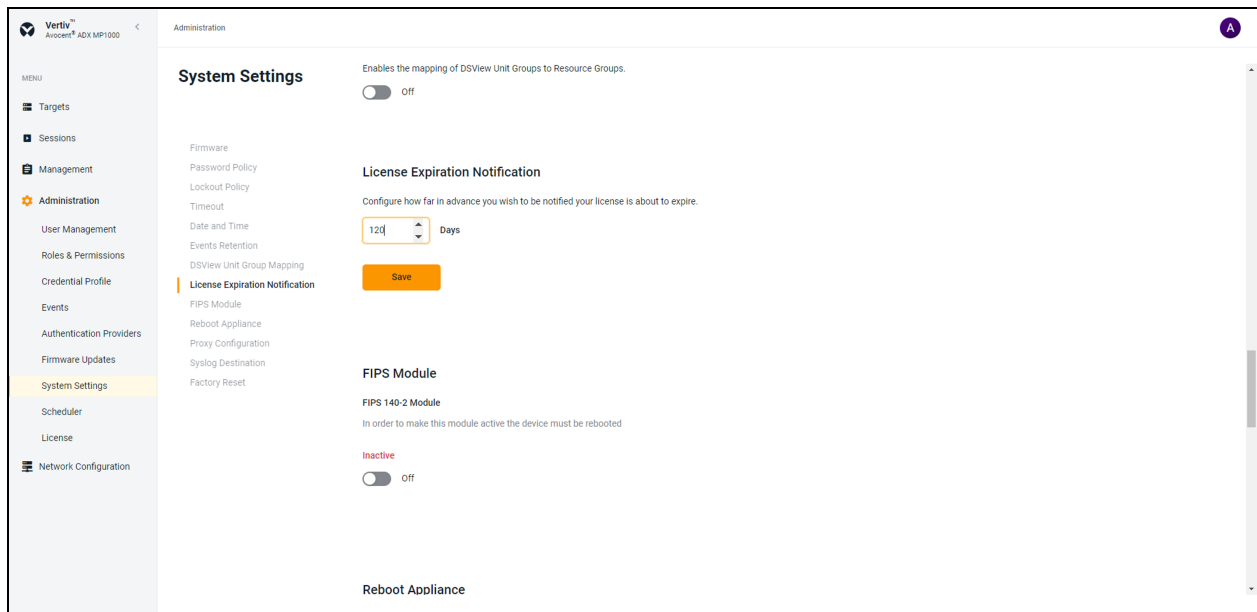 Vertiv™
Avocent® ADX MP1000
Administration
A
MENU
Targets
Sessions
Management
Administration
User Management
Roles & Permissions
Credential Profile
Events
Authentication Providers
Firmware Updates
System Settings
Scheduler
License
Network Configuration
System Settings
Firmware
Password Policy
Lockout Policy
Timeout
Date and Time
Events Retention
DSView Unit Group Mapping
License Expiration Notification
FIPS Module
Reboot Appliance
Proxy Configuration
Syslog Destination
Factory Reset
Enables the mapping of DSView Unit Groups to Resource Groups.
Off
License Expiration Notification
Configure how far in advance you wish to be notified your license is about to expire.
120 Days
Save
FIPS Module
FIPS 140-2 Module
In order to make this module active the device must be rebooted
Inactive
Off
Reboot Appliance